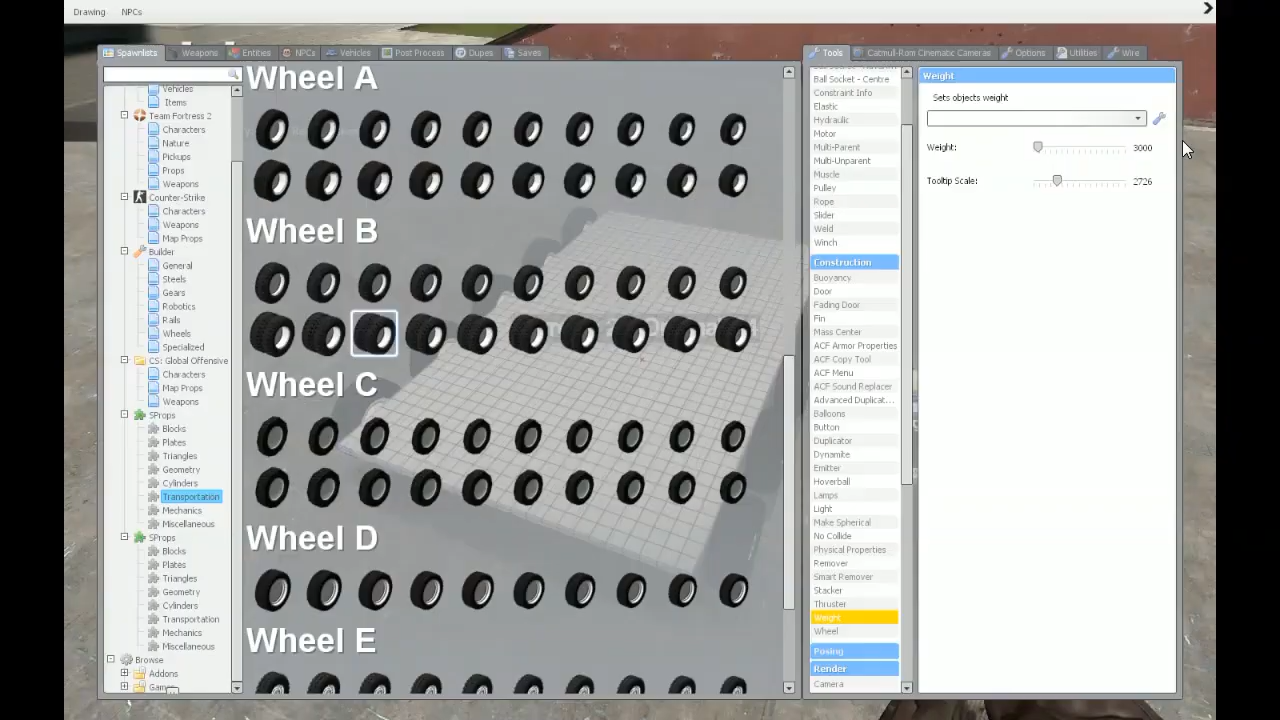 Drawing NPCs
Spawnlists Weapons Entities NPCs Vehicles Post Process Dupes Saves
Vehicles
Items
Team Fortress 2
Characters
Nature
Pickups
Props
Weapons
Counter-Strike
Characters
Weapons
Map Props
Builder
General
Steels
Gears
Robotics
Rails
Wheels
Specialized
CS: Global Offensive
Characters
Map Props
Weapons
SProps
Blocks
Plates
Triangles
Geometry
Cylinders
Transportation
Mechanics
Miscellaneous
SProps
Blocks
Plates
Triangles
Geometry
Cylinders
Transportation
Mechanics
Miscellaneous
Browse
Addons
Wheel A
Wheel B
Wheel C
Wheel D
Wheel E
Tools Catmull-Rom Cinematic Cameras Options Utilities Wire
Ball Socket - Centre
Constraint Info
Elastic
Hydraulic
Motor
Multi-Parent
Multi-Unparent
Muscle
Pulley
Rope
Slider
Weld
Winch
Construction
Buoyancy
Door
Fading Door
Fin
Mass Center
ACF Armor Properties
ACF Copy Tool
ACF Menu
ACF Sound Replacer
Advanced Duplicat...
Balloons
Button
Duplicator
Dynamite
Emitter
Hoverball
Lamps
Light
Make Spherical
No Collide
Physical Properties
Remover
Smart Remover
Stacker
Thruster
Weight
Wheel
Posing
Render
Camera
Weight
Sets objects weight
Weight: 3000
Tooltip Scale: 2726